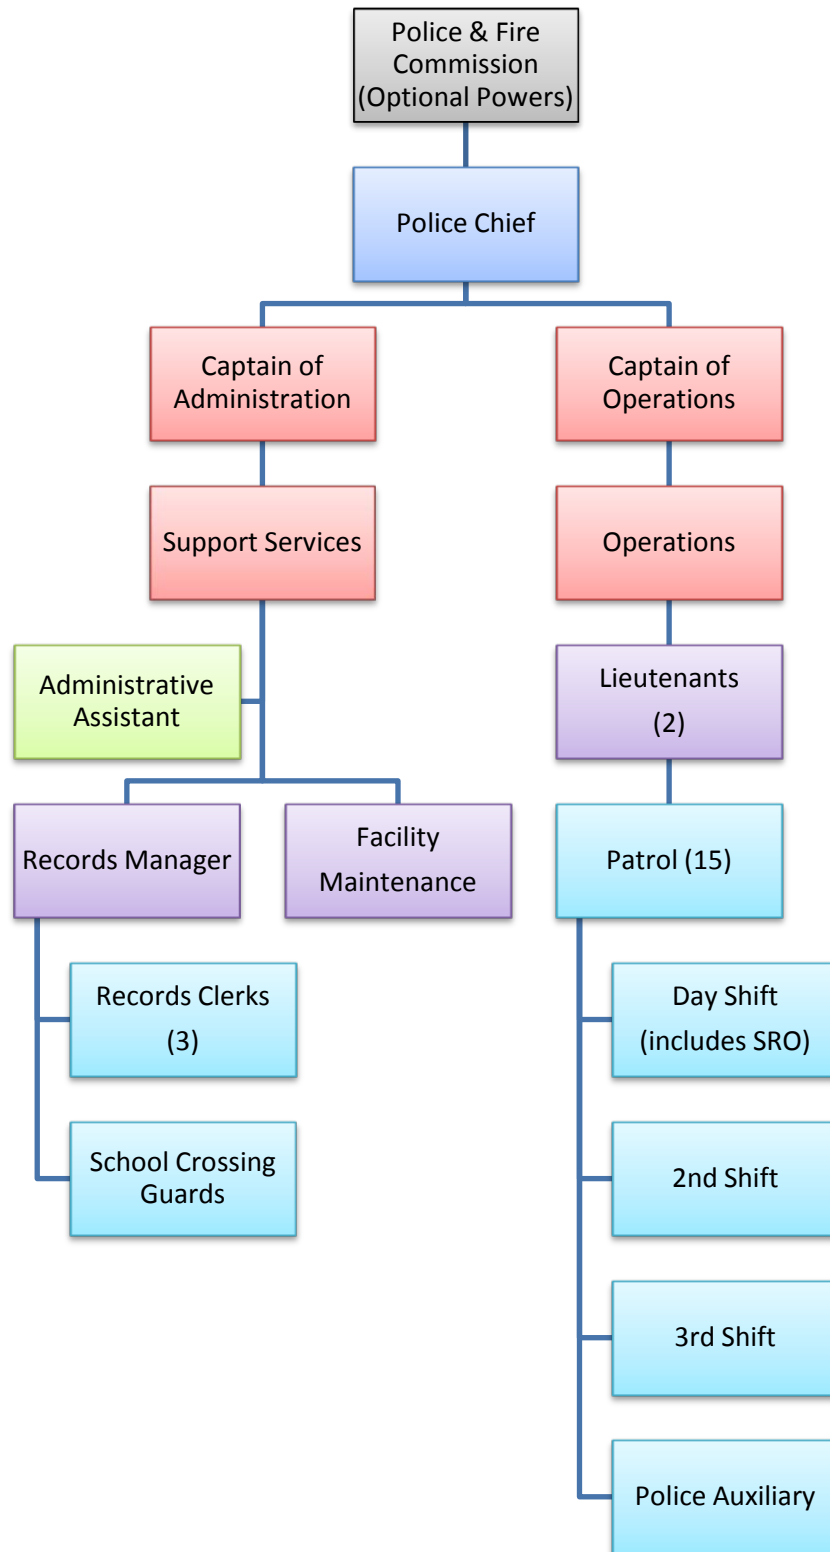 Police & Fire
Commission
(Optional Powers)
Police Chief
Captain of
Administration
Captain of
Operations
Support Services
Operations
Administrative
Assistant
Lieutenants
(2)
Records Manager
Facility
Maintenance
Patrol (15)
Records Clerks
(3)
Day Shift
(includes SRO)
School Crossing
Guards
2nd Shift
3rd Shift
Police Auxiliary